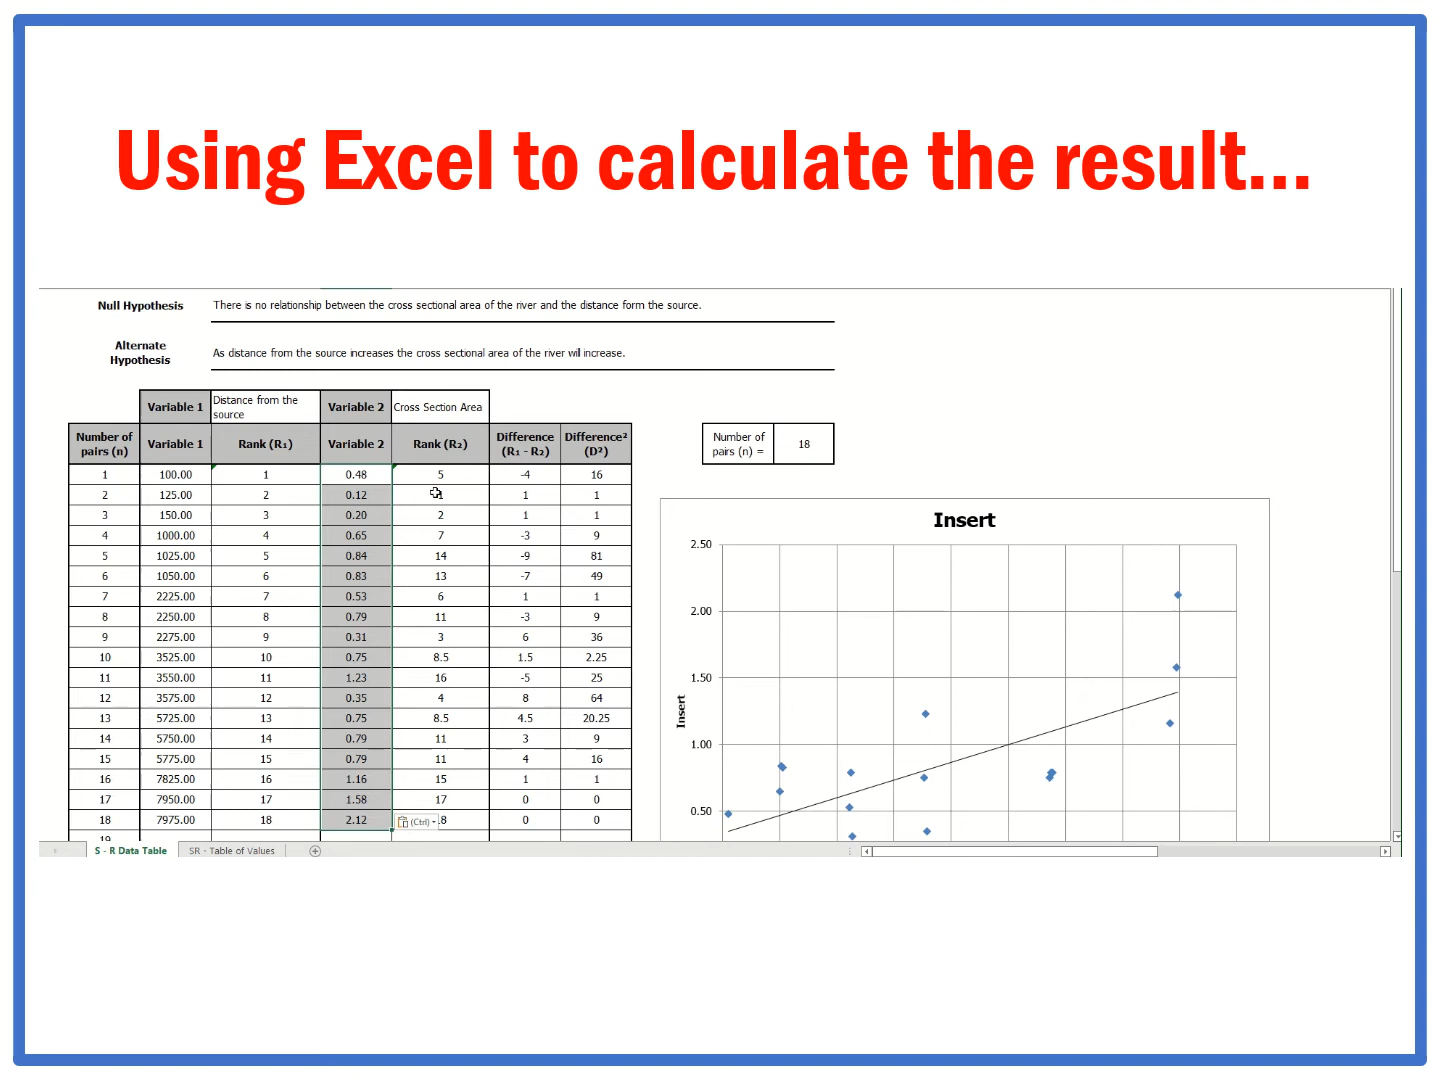 Using Excel to calculate the result...
Null Hypothesis There is no relationship between the cross sectional area of the river and the distance form the source.
Alternate Hypothesis As distance from the source increases the cross sectional area of the river will increase.
Variable 1 Distance from the source Variable 2 Cross Section Area
Number of pairs (n) Variable 1 Rank (R₁) Variable 2 Rank (R₂) Difference (R₁ - R₂) Difference² (D²)
1 100.00 1 0.48 5 -4 16
2 125.00 2 0.12 1 1 1
3 150.00 3 0.20 2 1 1
4 1000.00 4 0.65 7 -3 9
5 1025.00 5 0.84 14 -9 81
6 1050.00 6 0.83 13 -7 49
7 2225.00 7 0.53 6 1 1
8 2250.00 8 0.79 11 -3 9
9 2275.00 9 0.31 3 6 36
10 3525.00 10 0.75 8.5 1.5 2.25
11 3550.00 11 1.23 16 -5 25
12 3575.00 12 0.35 4 8 64
13 5725.00 13 0.75 8.5 4.5 20.25
14 5750.00 14 0.79 11 3 9
15 5775.00 15 0.79 11 4 16
16 7825.00 16 1.16 15 1 1
17 7950.00 17 1.58 17 0 0
18 7975.00 18 2.12 (Ctrl) 8 0 0
19
Number of pairs (n) = 18
Insert
2.50
2.00
1.50
1.00
0.50
Insert
S - R Data Table SR - Table of Values